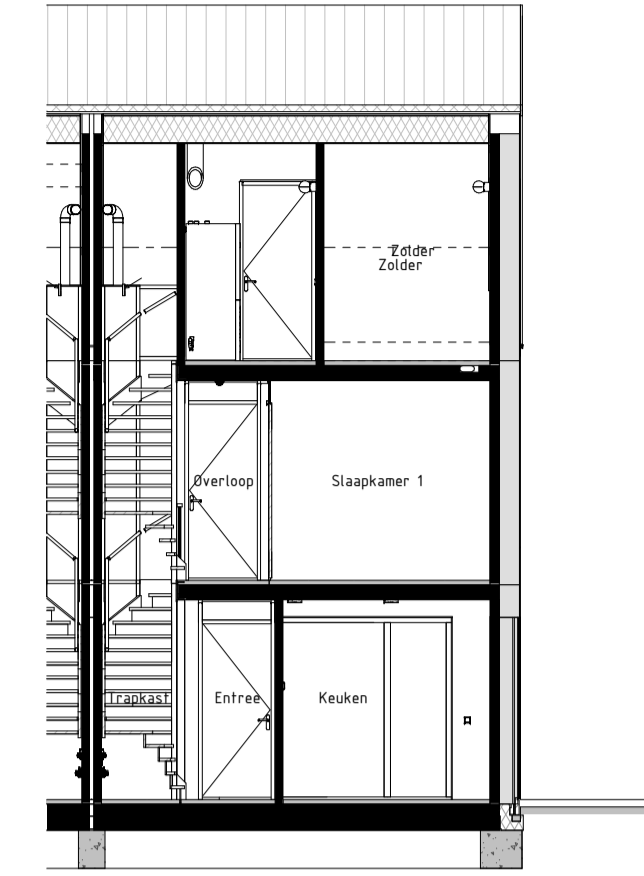 Zolder
Zolder
Overloop
Slaapkamer 1
Trapkast
Entree
Keuken